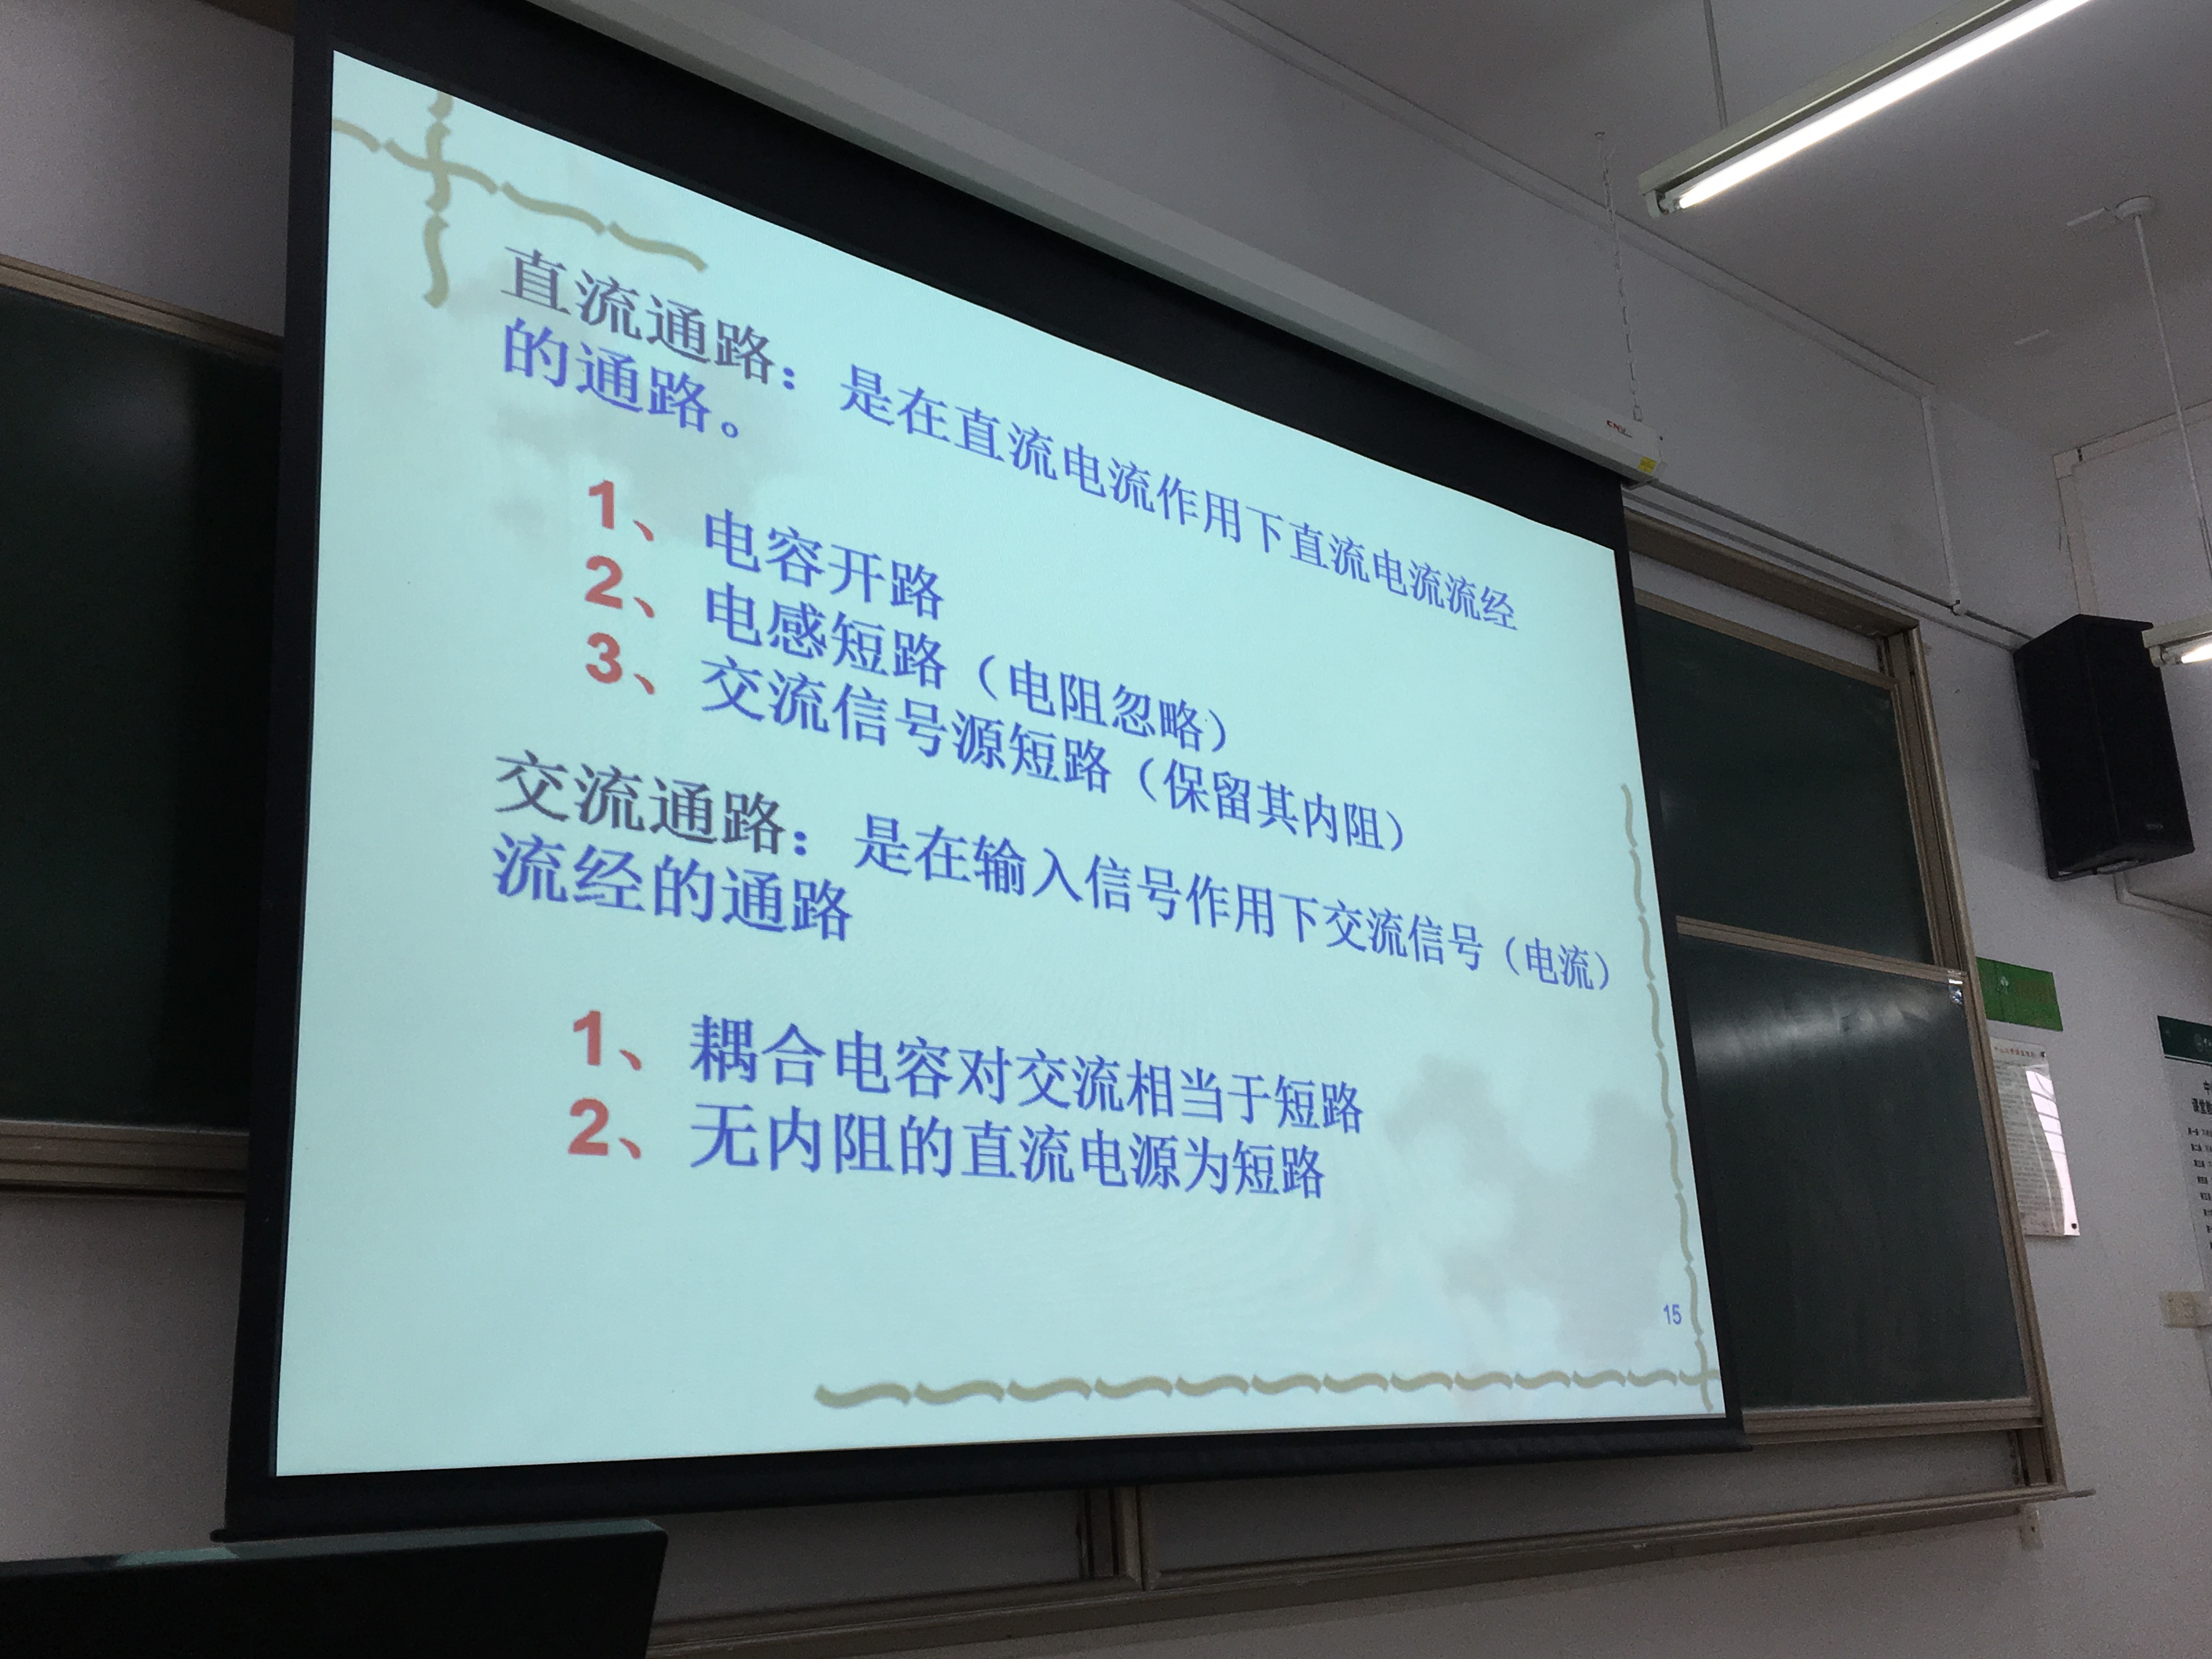 直流通路：是在直流电流作用下直流电流流经
的通路。
1、电容开路
2、电感短路（电阻忽略）
3、交流信号源短路（保留其内阻）
交流通路：是在输入信号作用下交流信号（电流）
流经的通路
1、耦合电容对交流相当于短路
2、无内阻的直流电源为短路
15